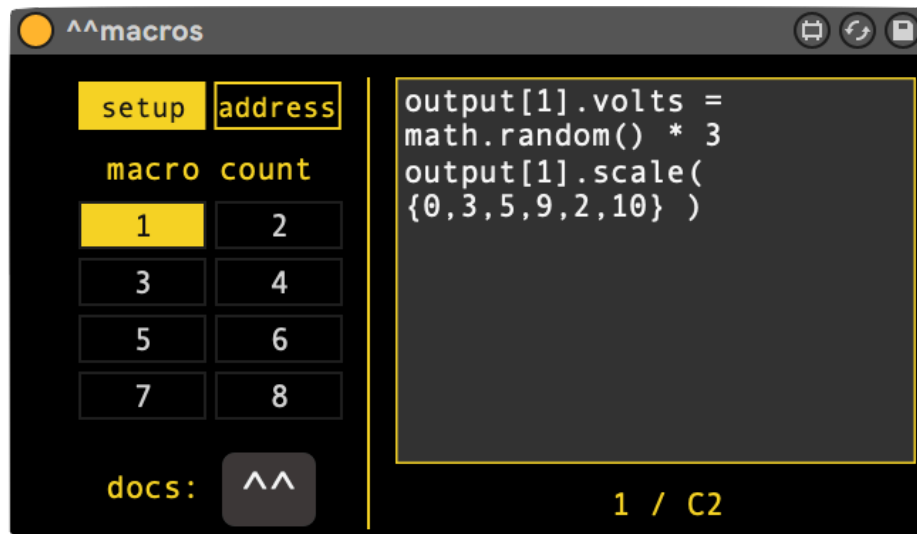 ^^macros
setup address
macro count
1 2
3 4
5 6
7 8
docs: ^^
output[1].volts =
math.random() * 3
output[1].scale(
{0,3,5,9,2,10} )
1 / C2